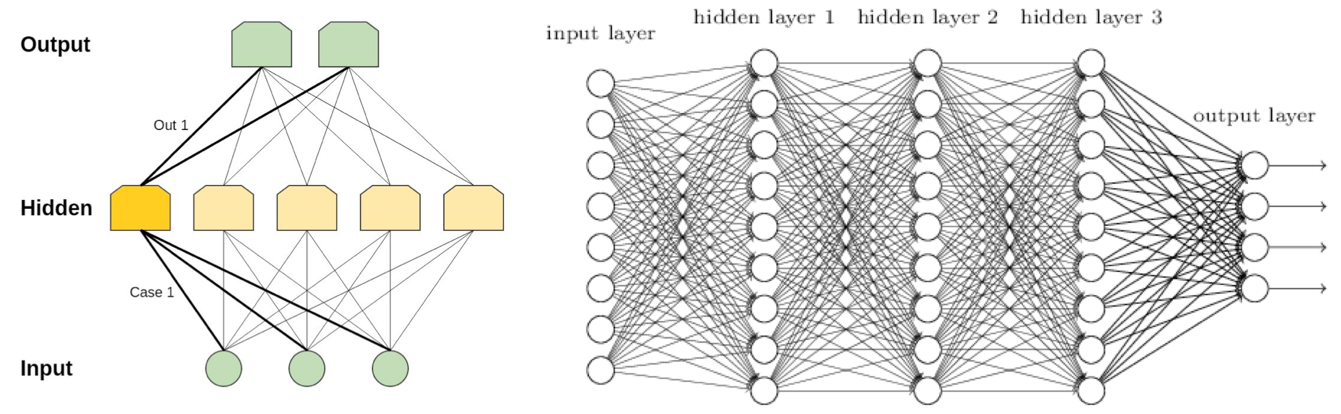 Output
Out 1
Hidden
Case 1
Input
input layer
hidden layer 1
hidden layer 2
hidden layer 3
output layer